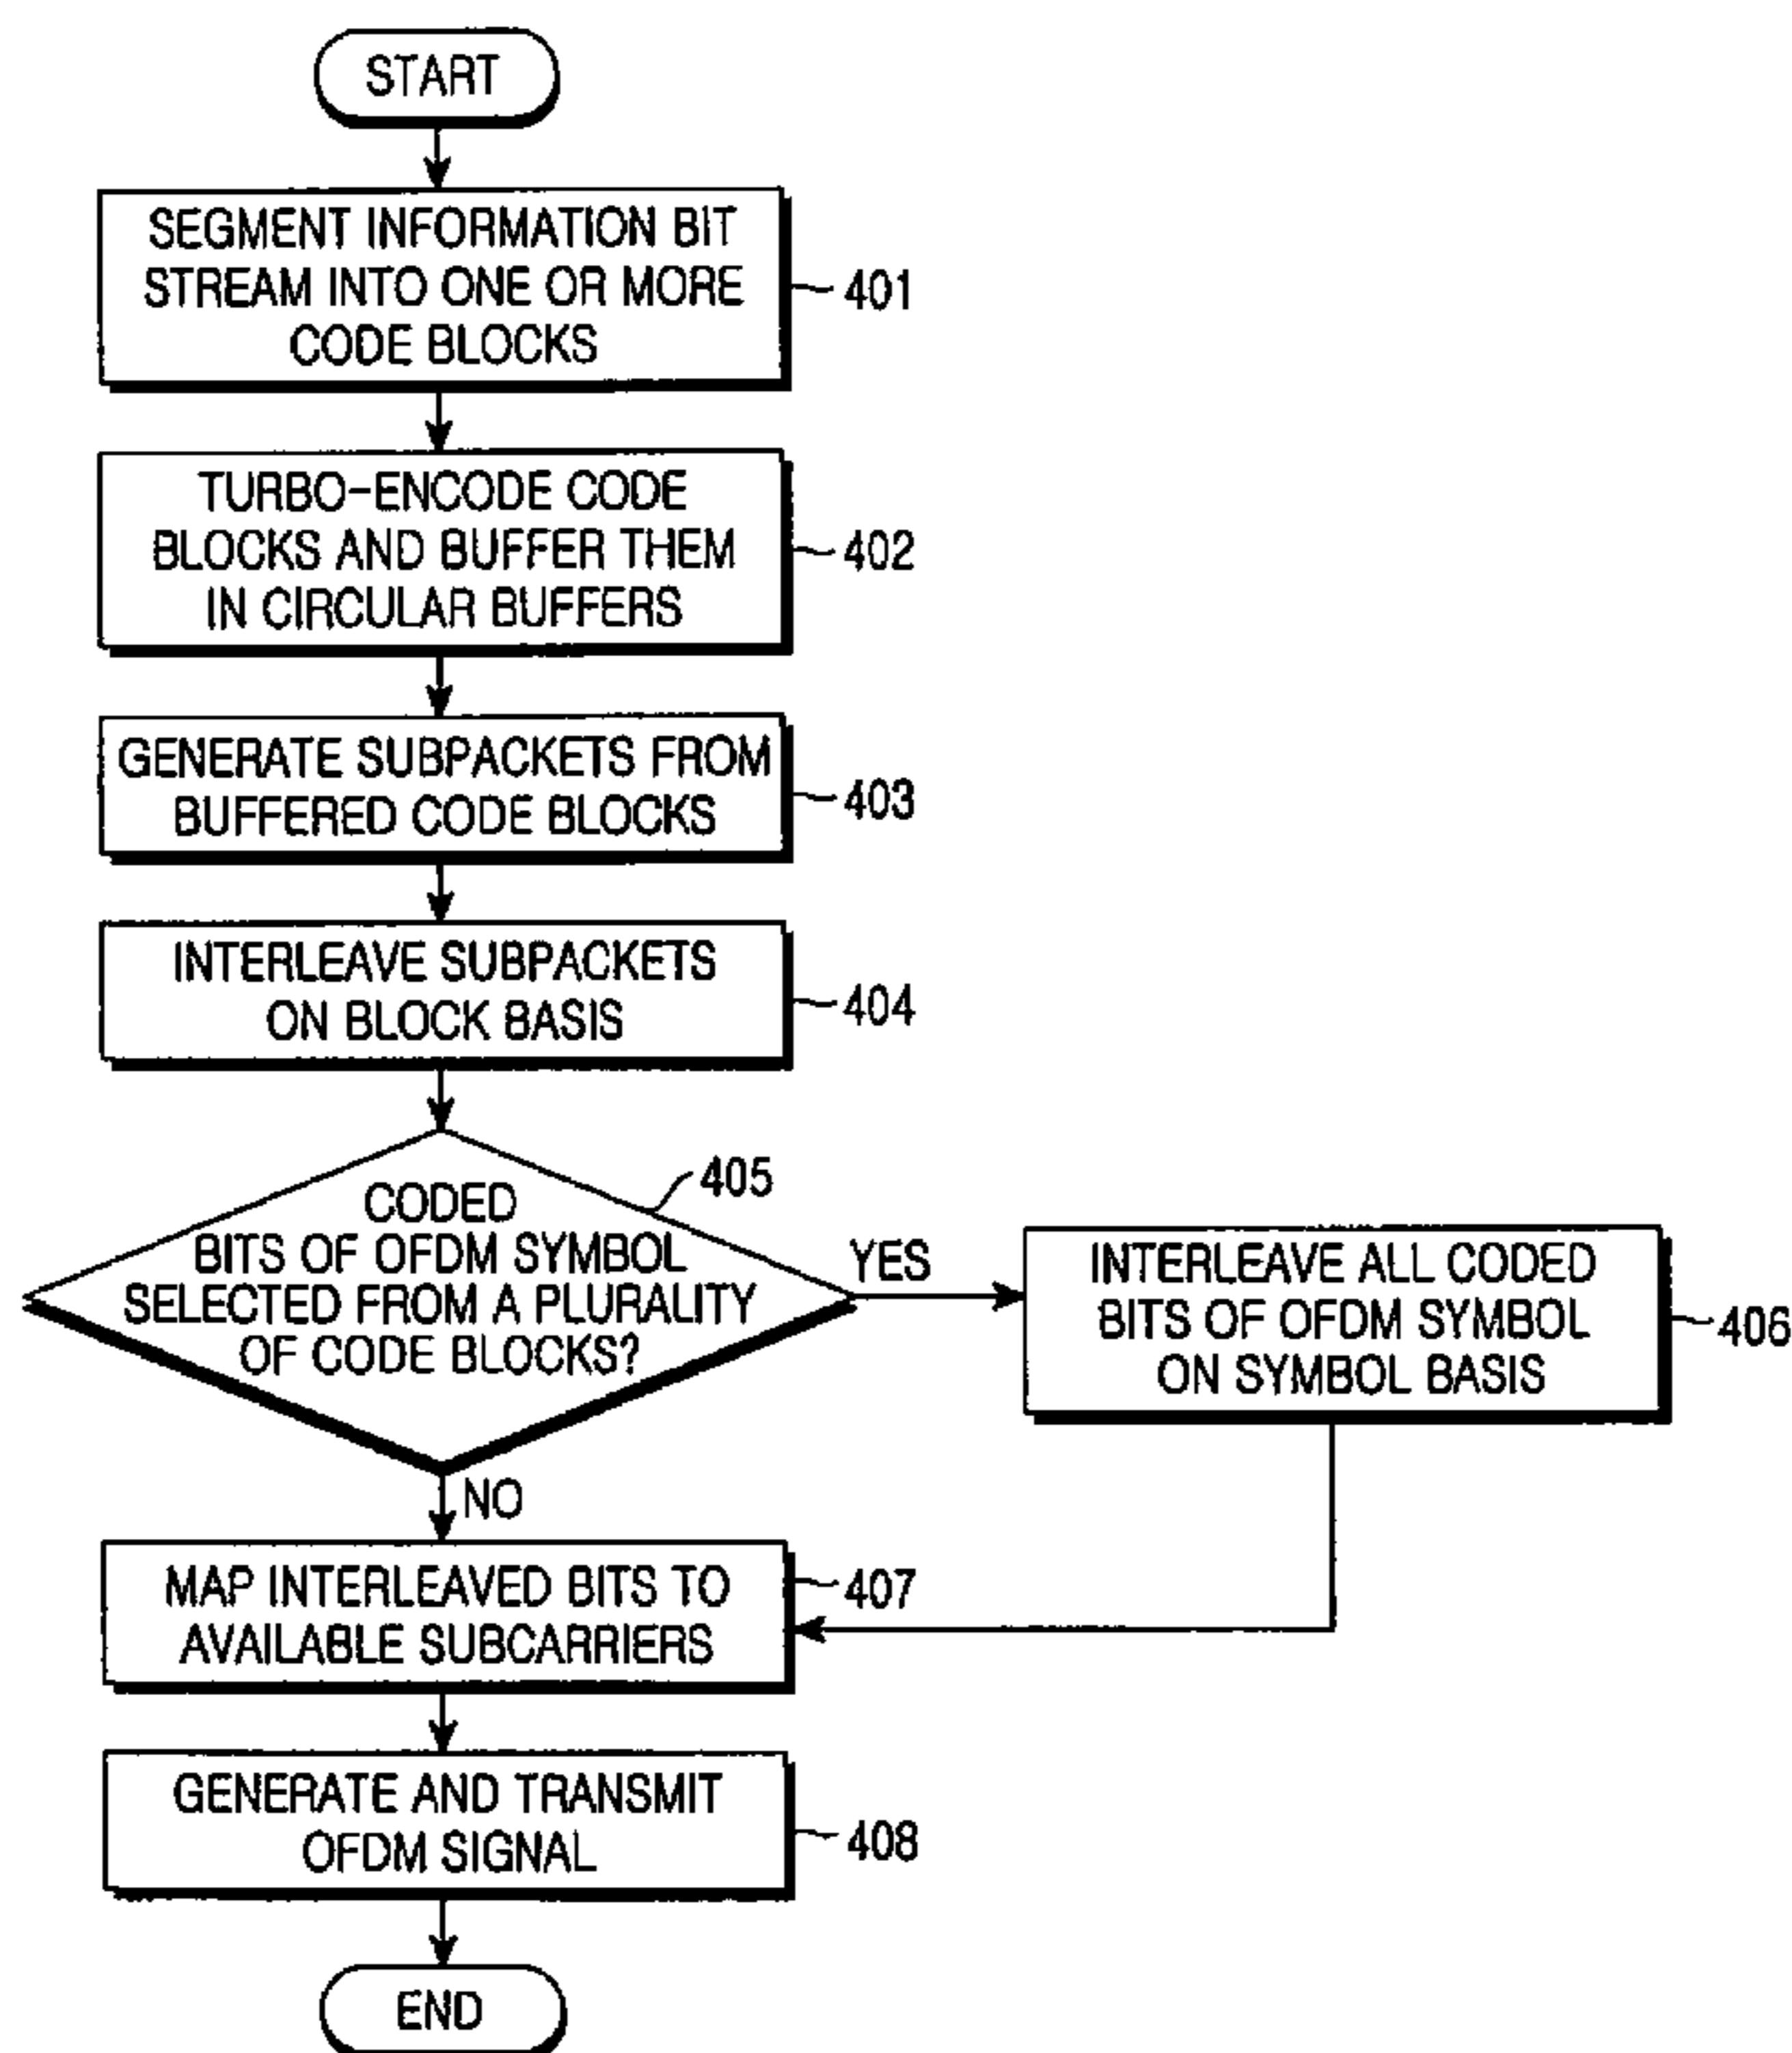 START
SEGMENT INFORMATION BIT
STREAM INTO ONE OR MORE
CODE BLOCKS
401
TURBO-ENCODE CODE
BLOCKS AND BUFFER THEM
IN CIRCULAR BUFFERS
402
GENERATE SUBPACKETS FROM
BUFFERED CODE BLOCKS
403
INTERLEAVE SUBPACKETS
ON BLOCK BASIS
404
CODED
BITS OF OFDM SYMBOL
SELECTED FROM A PLURALITY
OF CODE BLOCKS?
405
YES
INTERLEAVE ALL CODED
BITS OF OFDM SYMBOL
ON SYMBOL BASIS
406
NO
MAP INTERLEAVED BITS TO
AVAILABLE SUBCARRIERS
407
GENERATE AND TRANSMIT
OFDM SIGNAL
408
END